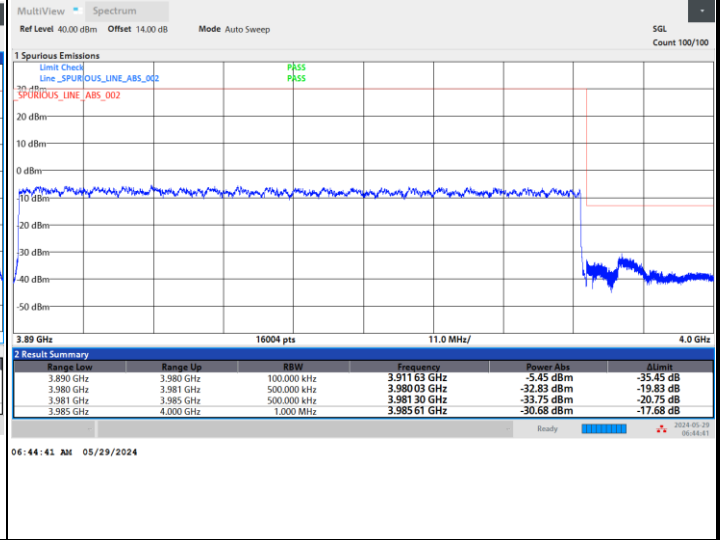 MultiView Spectrum
Ref Level 40.00 dBm Offset 14.00 dB Mode Auto Sweep SGL
Count 100/100
1 Spurious Emissions
Limit Check PASS
Line _SPURIOUS_LINE_ABS_002 PASS
30 dBm
_SPURIOUS_LINE_ABS_002
20 dBm
10 dBm
0 dBm
-10 dBm
-20 dBm
-30 dBm
-40 dBm
-50 dBm
3.89 GHz 16004 pts 11.0 MHz/ 4.0 GHz
2 Result Summary
Range Low Range Up RBW Frequency Power Abs ΔLimit
3.890 GHz 3.980 GHz 100.000 kHz 3.911 63 GHz -5.45 dBm -35.45 dB
3.980 GHz 3.981 GHz 500.000 kHz 3.980 03 GHz -32.83 dBm -19.83 dB
3.981 GHz 3.985 GHz 500.000 kHz 3.981 30 GHz -33.75 dBm -20.75 dB
3.985 GHz 4.000 GHz 1.000 MHz 3.985 61 GHz -30.68 dBm -17.68 dB
Ready 2024-05-29
06:44:41
06:44:41 AM 05/29/2024